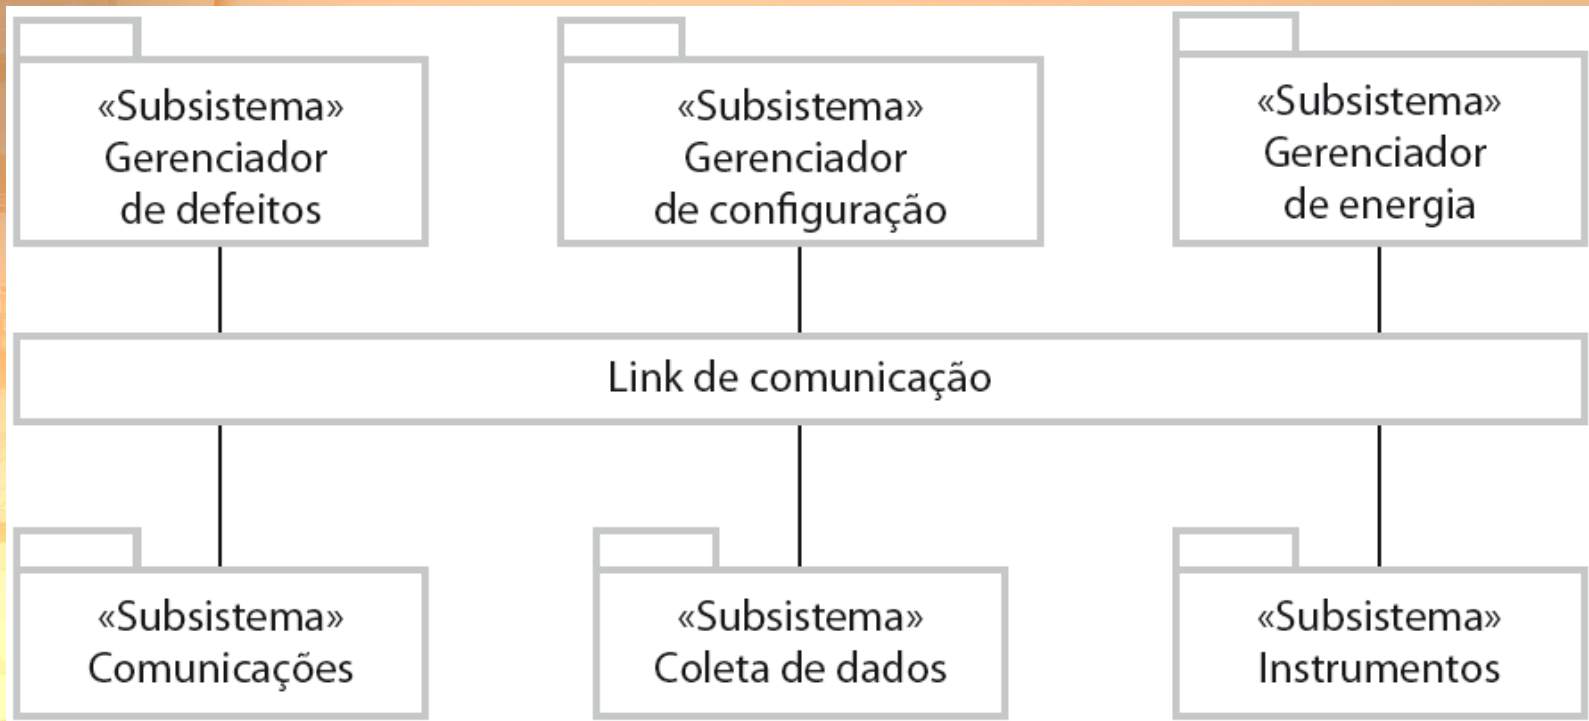 «Subsistema»
Gerenciador
de defeitos
«Subsistema»
Gerenciador
de configuração
«Subsistema»
Gerenciador
de energia
Link de comunicação
«Subsistema»
Comunicações
«Subsistema»
Coleta de dados
«Subsistema»
Instrumentos